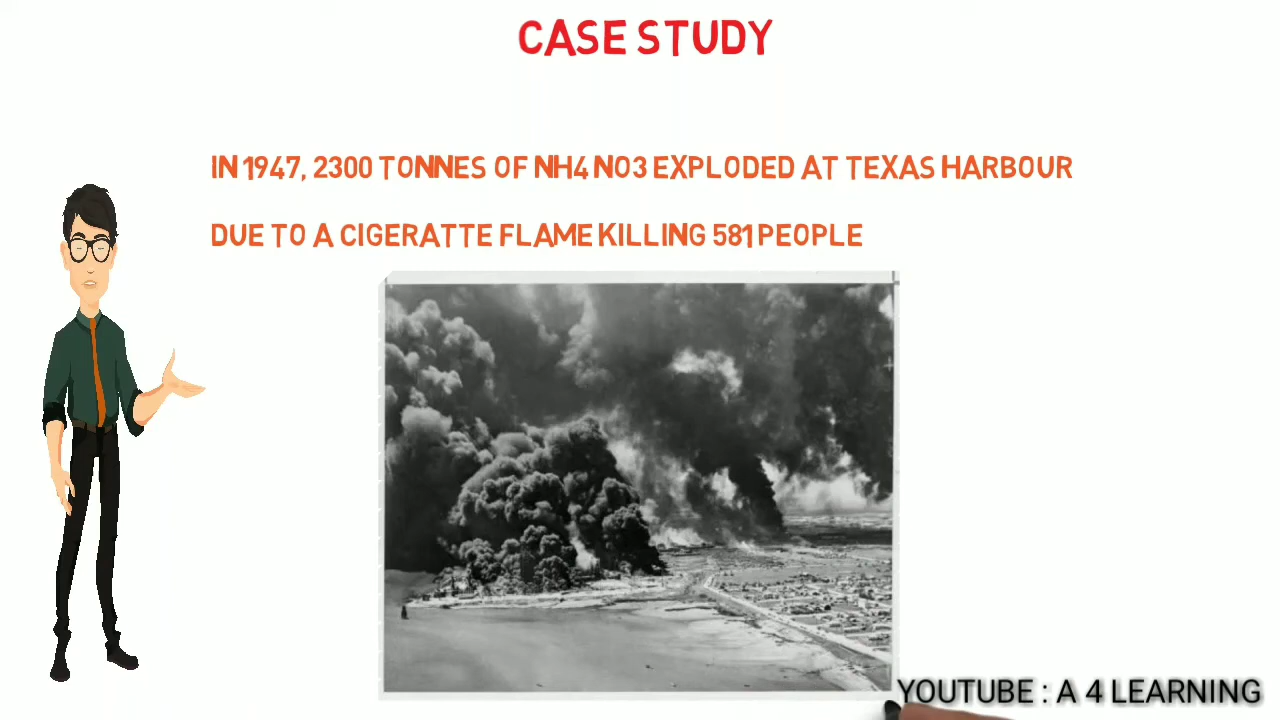 CASE STUDY
IN 1947, 2300 TONNES OF NH4 NO3 EXPLODED AT TEXAS HARBOUR
DUE TO A CIGERATTE FLAME KILLING 581 PEOPLE
YOUTUBE : A 4 LEARNING